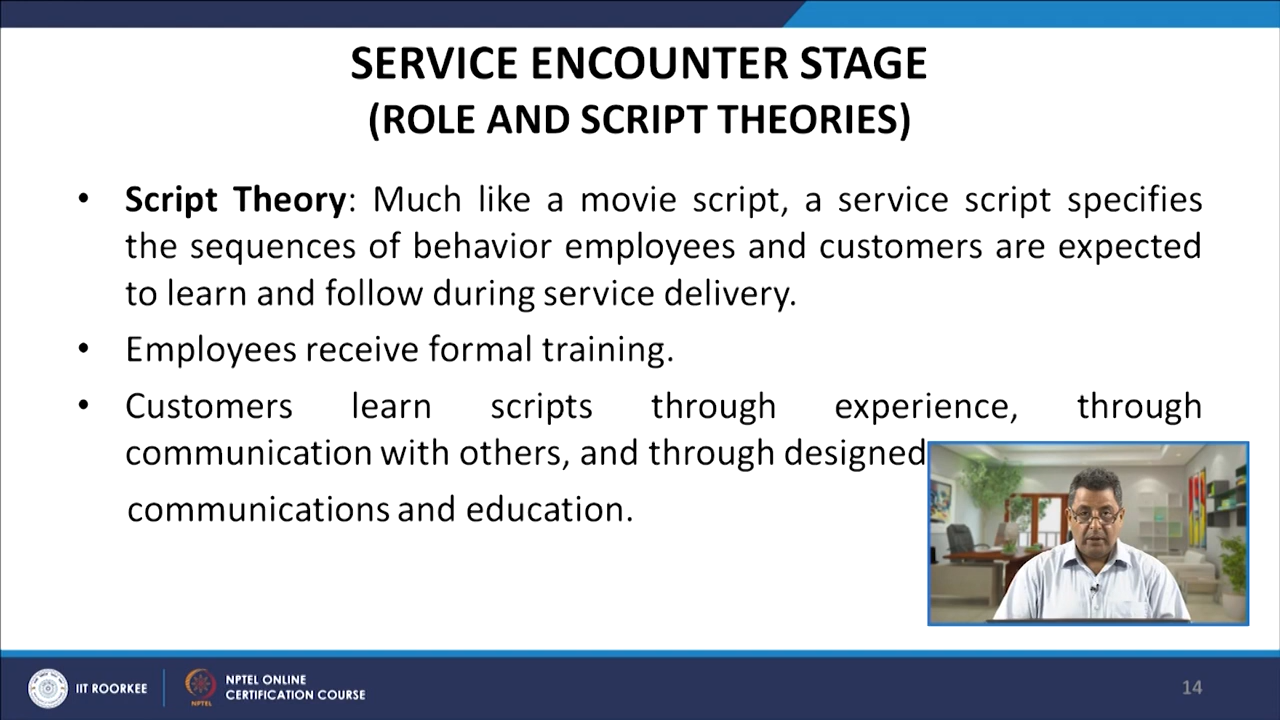 SERVICE ENCOUNTER STAGE
(ROLE AND SCRIPT THEORIES)
• Script Theory: Much like a movie script, a service script specifies
the sequences of behavior employees and customers are expected
to learn and follow during service delivery.
• Employees receive formal training.
• Customers learn scripts through experience, through
communication with others, and through designed
communications and education.
IIT ROORKEE
NPTEL
NPTEL ONLINE
CERTIFICATION COURSE
14